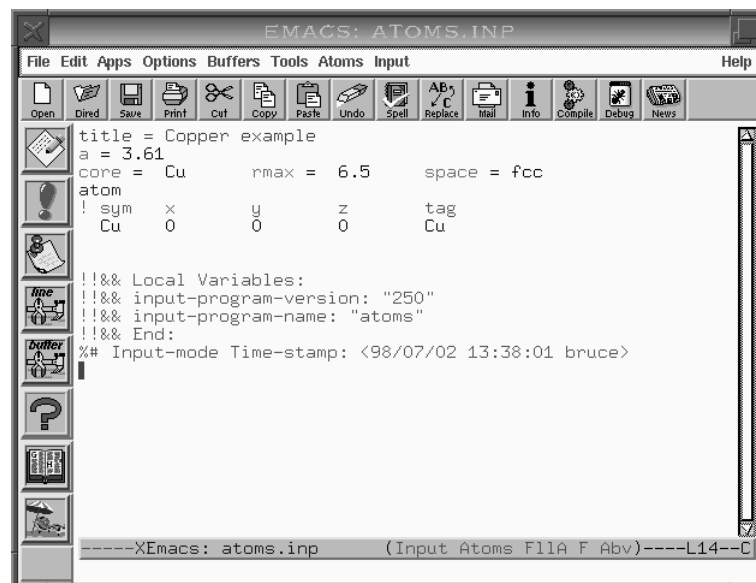 EMACS: ATOMS.INP
File Edit Apps Options Buffers Tools Atoms Input Help
Open Dired Save Print Cut Copy Paste Undo Spell Replace Mail Info Compile Debug News
title = Copper example
a = 3.61
core = Cu rmax = 6.5 space = fcc
atom
! sym x y z tag
Cu 0 0 0 Cu
!!&& Local Variables:
!!&& input-program-version: "250"
!!&& input-program-name: "atoms"
!!&& End:
%# Input-mode Time-stamp: <98/07/02 13:38:01 bruce>
line
buffer
-----XEmacs: atoms.inp (Input Atoms FllA F Abv)----L14--C